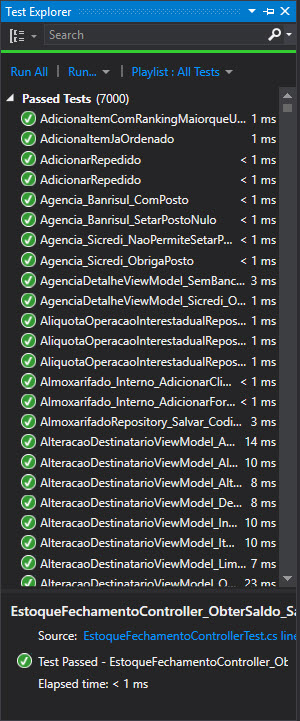 Test Explorer
Search
Run All | Run... Playlist : All Tests
Passed Tests (7000)
AdicionaItemComRankingMaiorqueU... 1 ms
AdicionaItemJaOrdenado 1 ms
AdicionarRepedido < 1 ms
AdicionarRepedido < 1 ms
Agencia_Banrisul_ComPosto < 1 ms
Agencia_Banrisul_SetarPostoNulo < 1 ms
Agencia_Sicredi_NaoPermiteSetarP... < 1 ms
Agencia_Sicredi_ObrigaPosto < 1 ms
AgenciaDetalheViewModel_SemBanc... 3 ms
AgenciaDetalheViewModel_Sicredi_O... 1 ms
AliquotaOperacaoInterestadualRepos... 1 ms
AliquotaOperacaoInterestadualRepos... 1 ms
AliquotaOperacaoInterestadualRepos... 1 ms
Almoxarifado_Interno_AdicionarCli... < 1 ms
Almoxarifado_Interno_AdicionarFor... < 1 ms
AlmoxarifadoRepository_Salvar_Codi... 3 ms
AlteracaoDestinatarioViewModel_A... 14 ms
AlteracaoDestinatarioViewModel_Al... 10 ms
AlteracaoDestinatarioViewModel_Alt... 8 ms
AlteracaoDestinatarioViewModel_De... 8 ms
AlteracaoDestinatarioViewModel_In... 10 ms
AlteracaoDestinatarioViewModel_It... 10 ms
AlteracaoDestinatarioViewModel_Lim... 7 ms
AlteracaoDestinatarioViewModel_O... 23 ms
EstoqueFechamentoController_ObterSaldo_Sa
Source: EstoqueFechamentoControllerTest.cs line
Test Passed - EstoqueFechamentoController_Ob
Elapsed time: < 1 ms